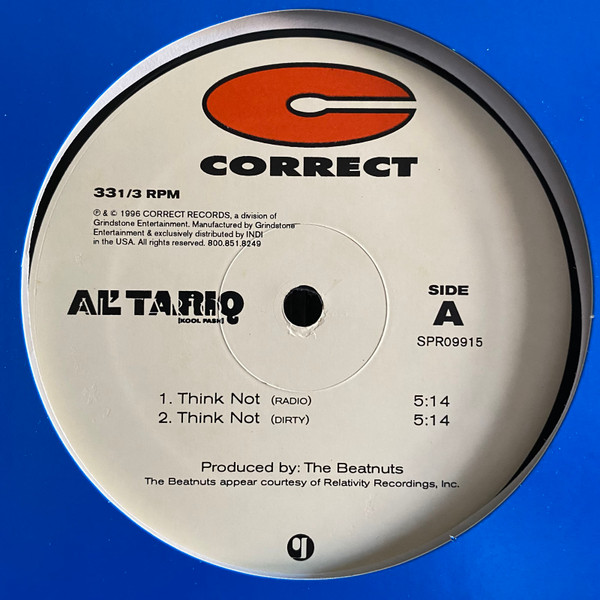 CORRECT
33 1/3 RPM
℗ & © 1996 CORRECT RECORDS, a division of
Grindstone Entertainment. Manufactured by Grindstone
Entertainment & exclusively distributed by INDI
in the USA. All rights reserved. 800.851.8249
AL' TARIQ
[KOOL FASH]
SIDE
A
SPR09915
1. Think Not (RADIO) 5:14
2. Think Not (DIRTY) 5:14
Produced by: The Beatnuts
The Beatnuts appear courtesy of Relativity Recordings, Inc.
g